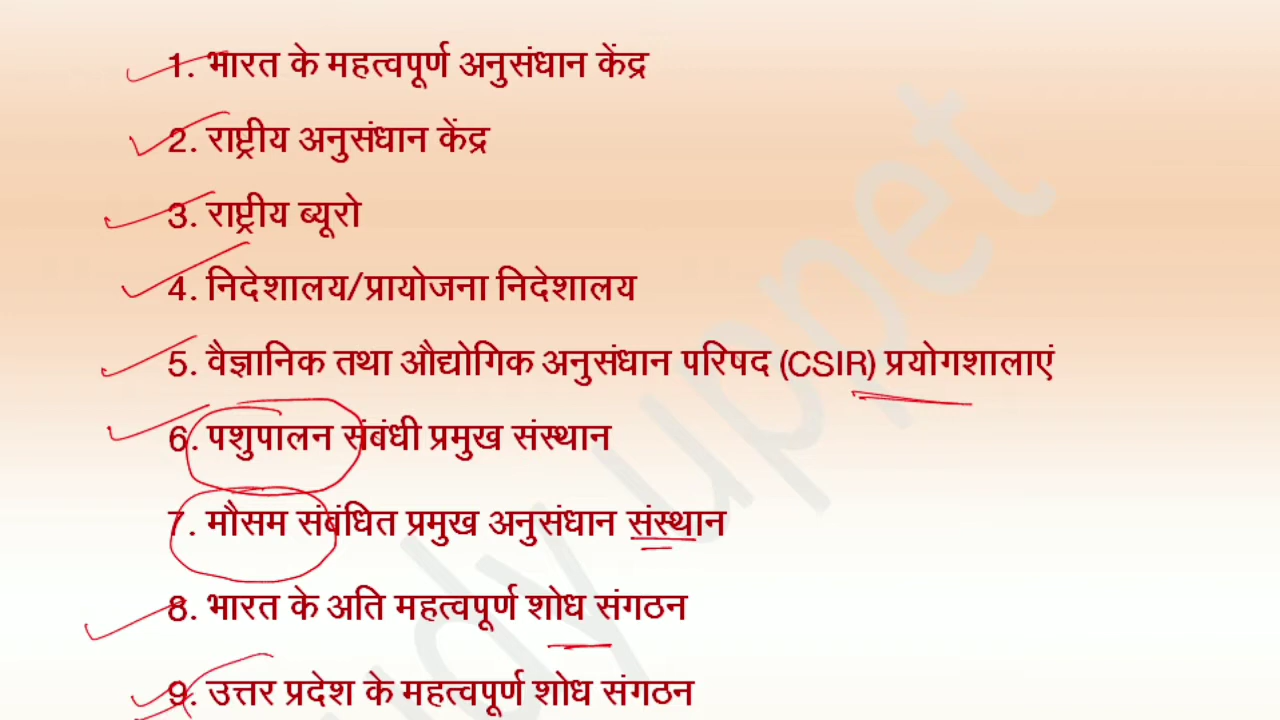 1. भारत के महत्वपूर्ण अनुसंधान केंद्र
2. राष्ट्रीय अनुसंधान केंद्र
3. राष्ट्रीय ब्यूरो
4. निदेशालय/प्रायोजना निदेशालय
5. वैज्ञानिक तथा औद्योगिक अनुसंधान परिषद (CSIR) प्रयोगशालाएं
6. पशुपालन संबंधी प्रमुख संस्थान
7. मौसम संबंधित प्रमुख अनुसंधान संस्थान
8. भारत के अति महत्वपूर्ण शोध संगठन
9. उत्तर प्रदेश के महत्वपूर्ण शोध संगठन